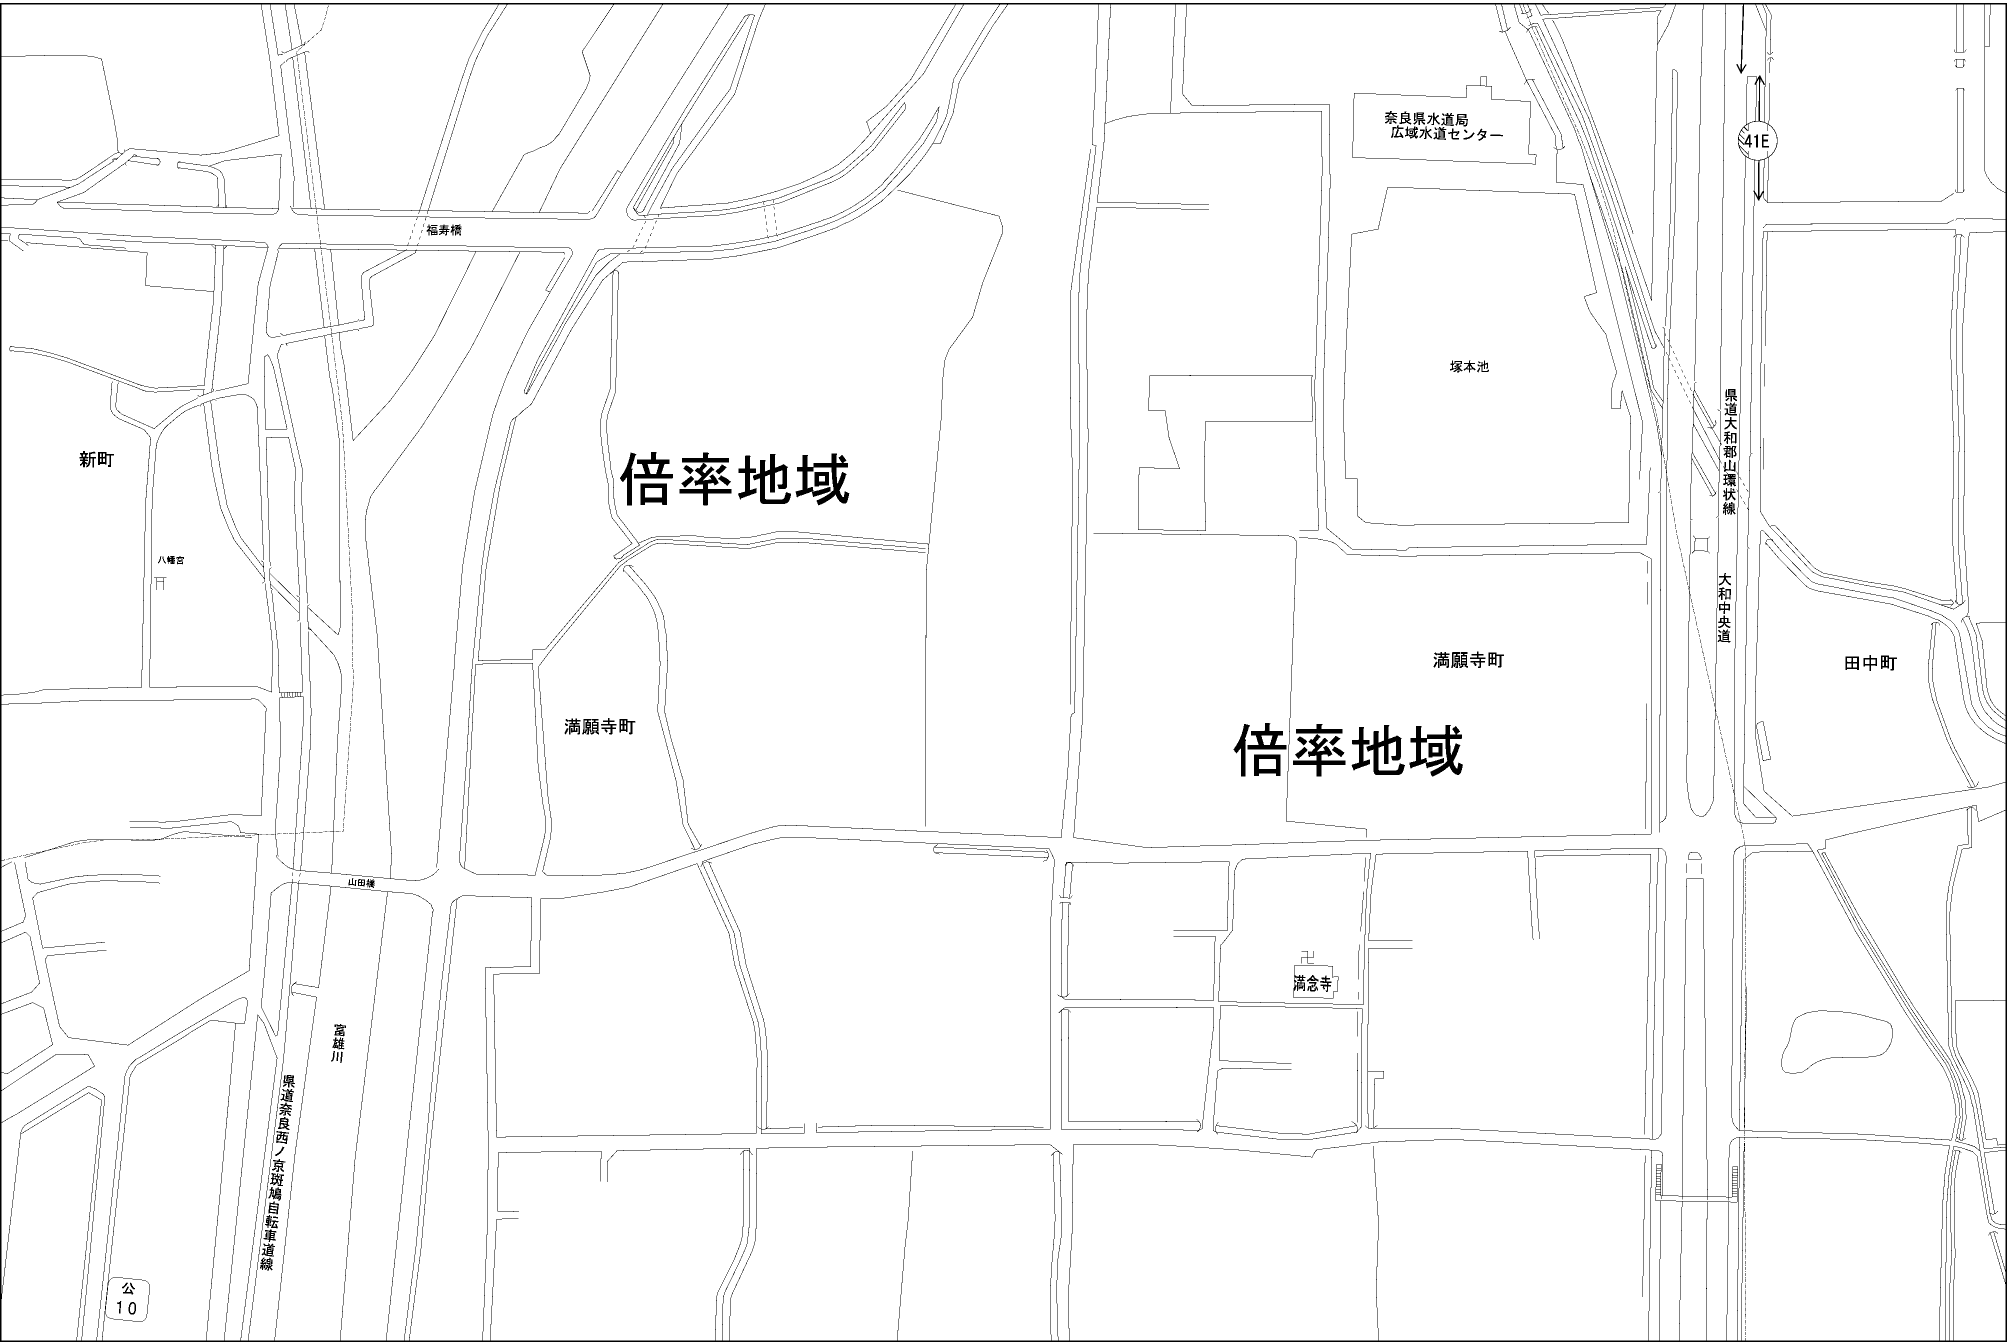 奈良県水道局
広域水道センター
41E
福寿橋
塚本池
県道大和郡山環状線
新町
倍率地域
八幡宮
大和中央道
満願寺町
田中町
満願寺町
倍率地域
山田橋
満念寺
富雄川
県道奈良西ノ京斑鳩自転車道線
公
10